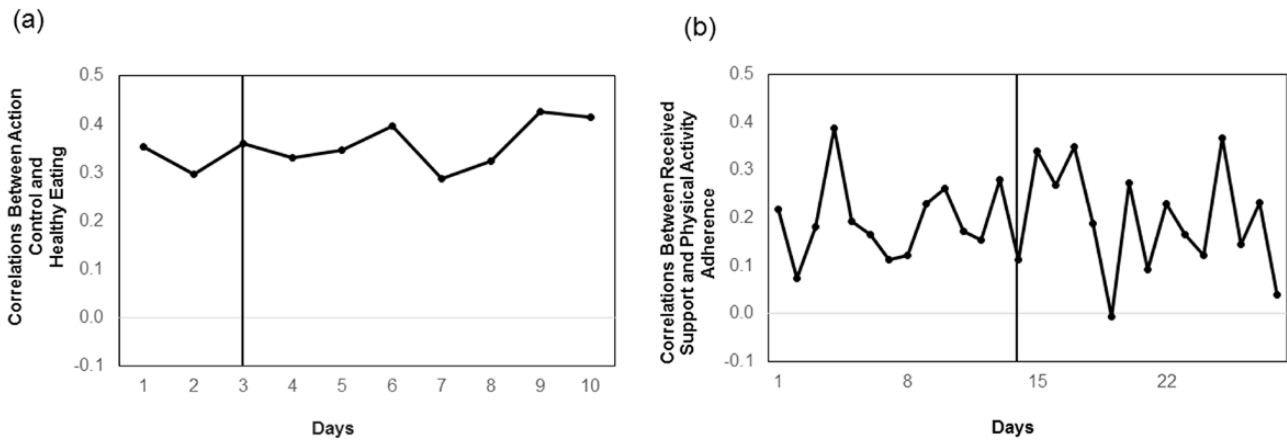 (a)
Correlations Between Action
Control and
Healthy Eating
0.5
0.4
0.3
0.2
0.1
0.0
-0.1
1 2 3 4 5 6 7 8 9 10
Days
(b)
Correlations Between Received
Support and Physical Activity
Adherence
0.5
0.4
0.3
0.2
0.1
0.0
-0.1
1 8 15 22
Days